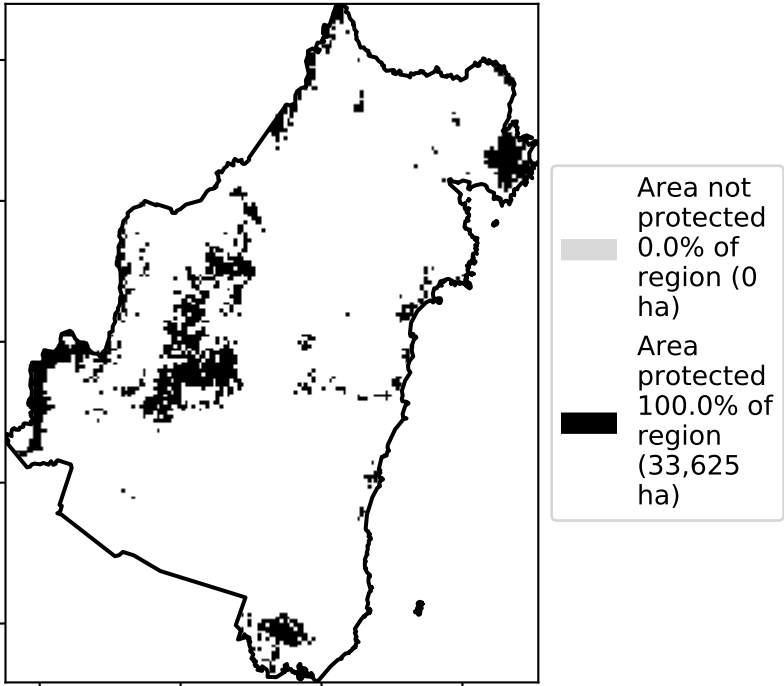 Area not
protected
0.0% of
region (0
ha)
Area
protected
100.0% of
region
(33,625
ha)